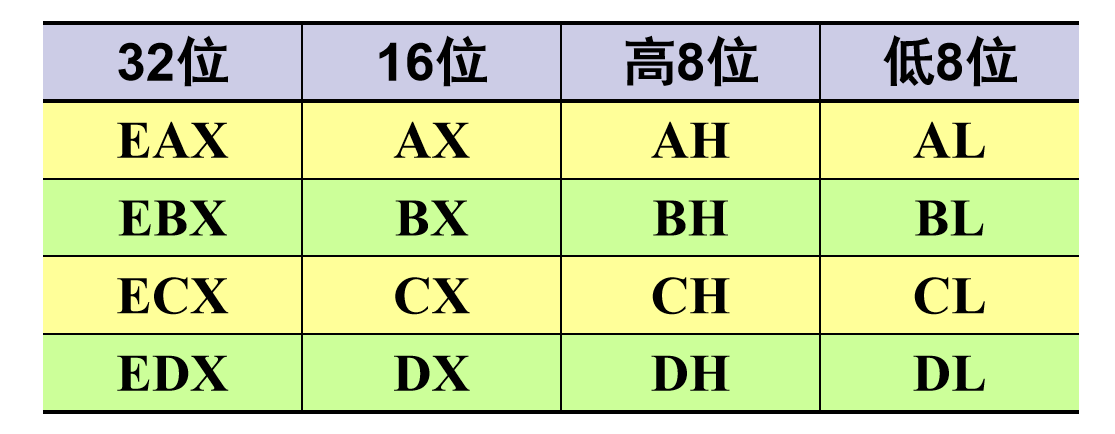 32位 16位 高8位 低8位
EAX AX AH AL
EBX BX BH BL
ECX CX CH CL
EDX DX DH DL